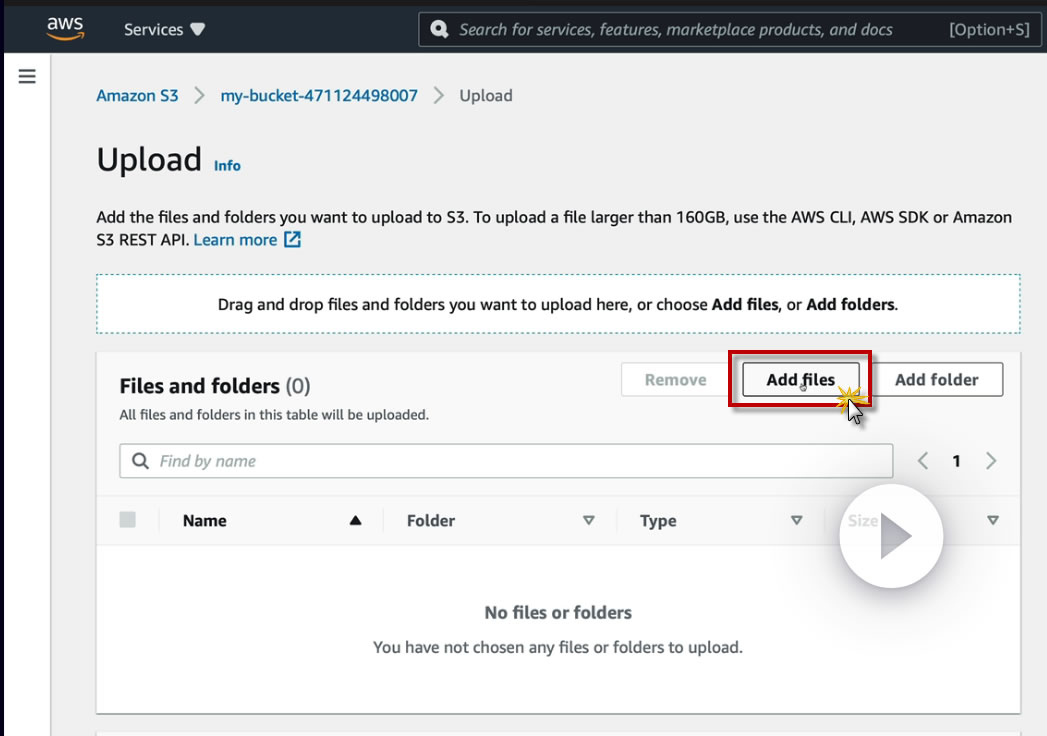 aws
Services
Search for services, features, marketplace products, and docs
[Option+S]
Amazon S3 > my-bucket-471124498007 > Upload
Upload Info
Add the files and folders you want to upload to S3. To upload a file larger than 160GB, use the AWS CLI, AWS SDK or Amazon
S3 REST API. Learn more
Drag and drop files and folders you want to upload here, or choose Add files, or Add folders.
Files and folders (0)
Remove
Add files
Add folder
All files and folders in this table will be uploaded.
Find by name
1
Name
Folder
Type
Size
No files or folders
You have not chosen any files or folders to upload.